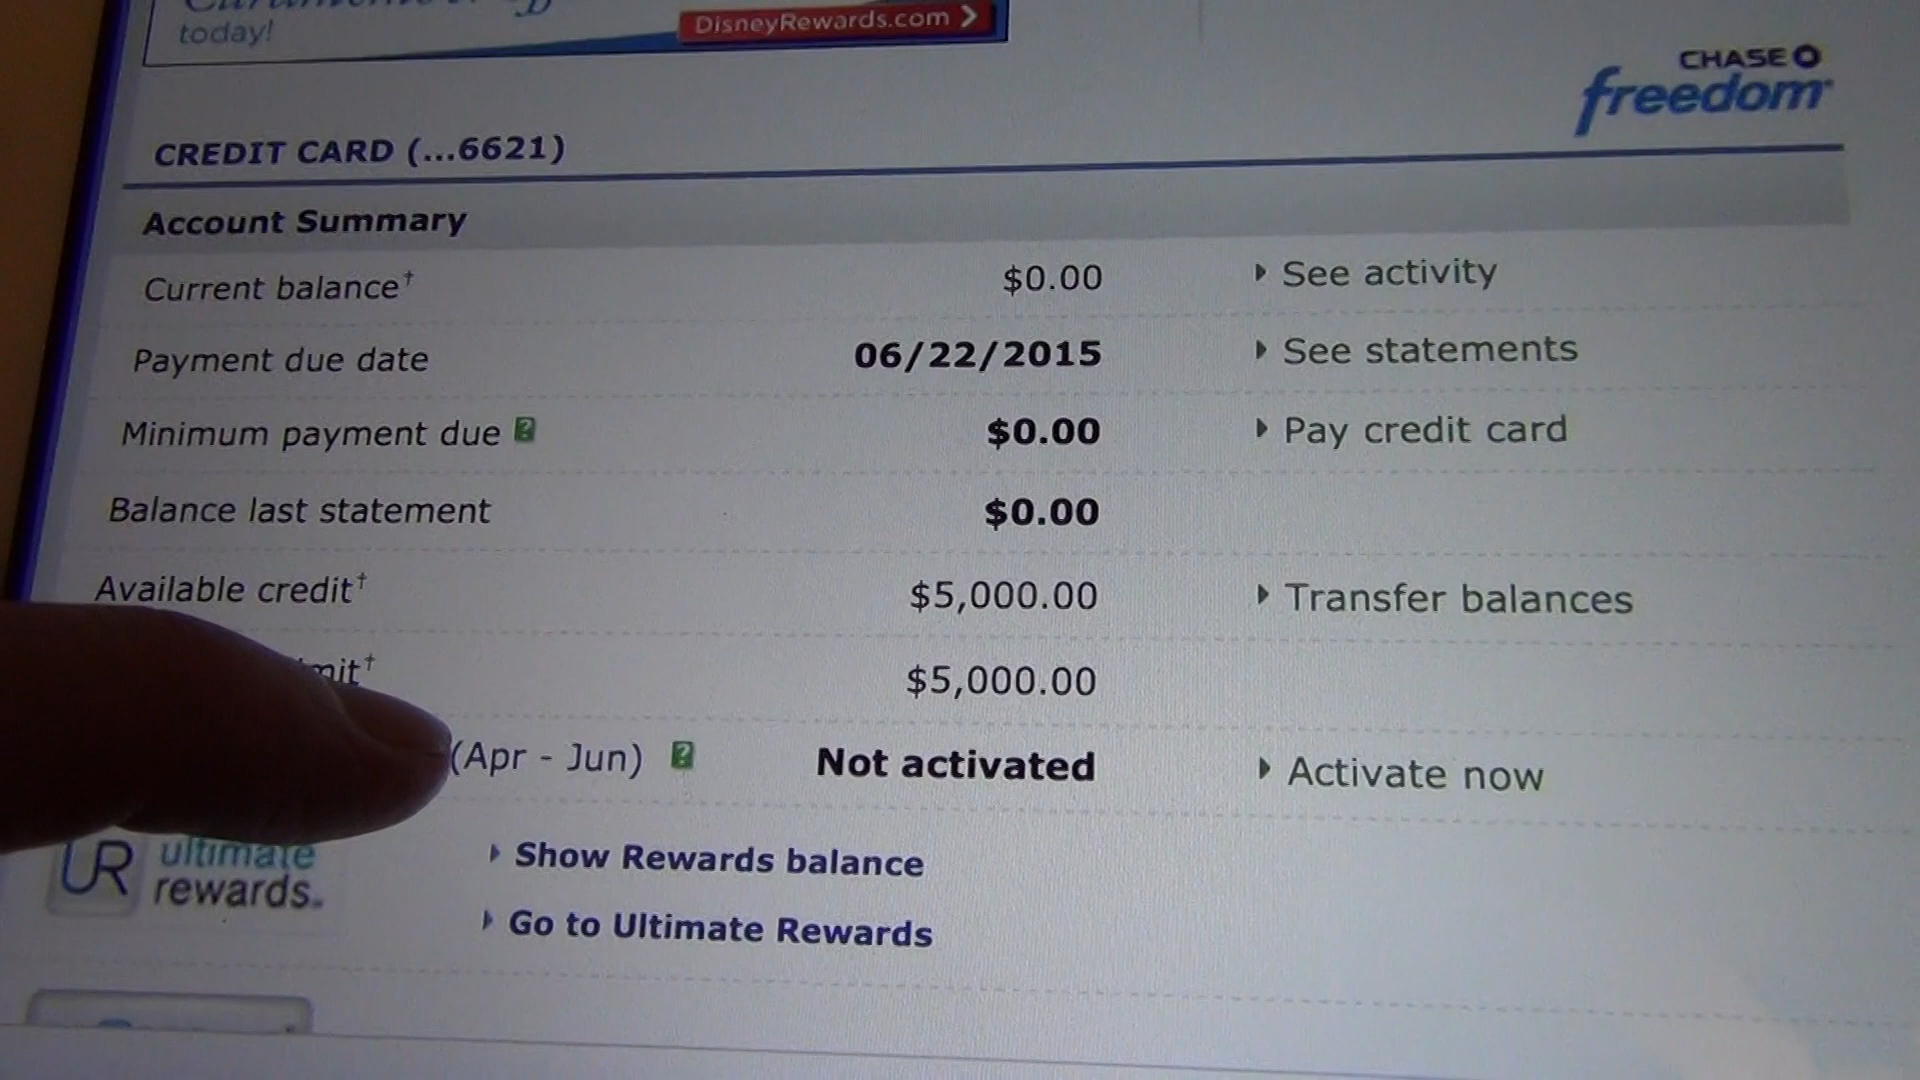 today!
DisneyRewards.com
CHASE
freedom
CREDIT CARD (...6621)
Account Summary
Current balance† $0.00 See activity
Payment due date 06/22/2015 See statements
Minimum payment due ? $0.00 Pay credit card
Balance last statement $0.00
Available credit† $5,000.00 Transfer balances
mit† $5,000.00
(Apr - Jun) ? Not activated Activate now
UR ultimate rewards.
Show Rewards balance
Go to Ultimate Rewards